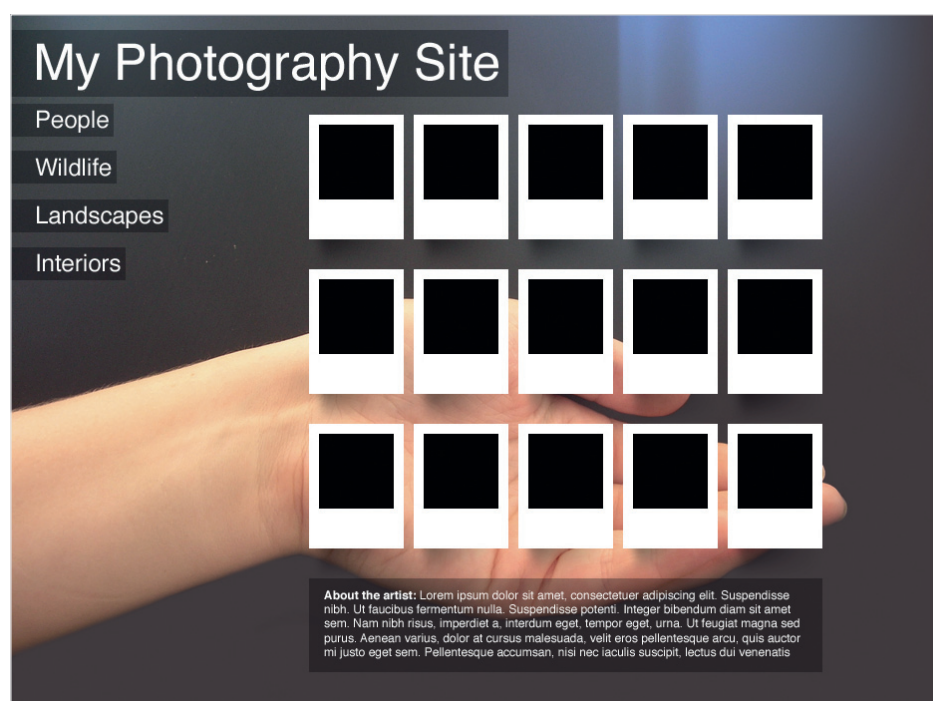 My Photography Site
People
Wildlife
Landscapes
Interiors
About the artist: Lorem ipsum dolor sit amet, consectetuer adipiscing elit. Suspendisse
nibh. Ut faucibus fermentum nulla. Suspendisse potenti. Integer bibendum diam sit amet
sem. Nam nibh risus, imperdiet a, interdum eget, tempor eget, urna. Ut feugiat magna sed
purus. Aenean varius, dolor at cursus malesuada, velit eros pellentesque arcu, quis auctor
mi justo eget sem. Pellentesque accumsan, nisi nec iaculis suscipit, lectus dui venenatis